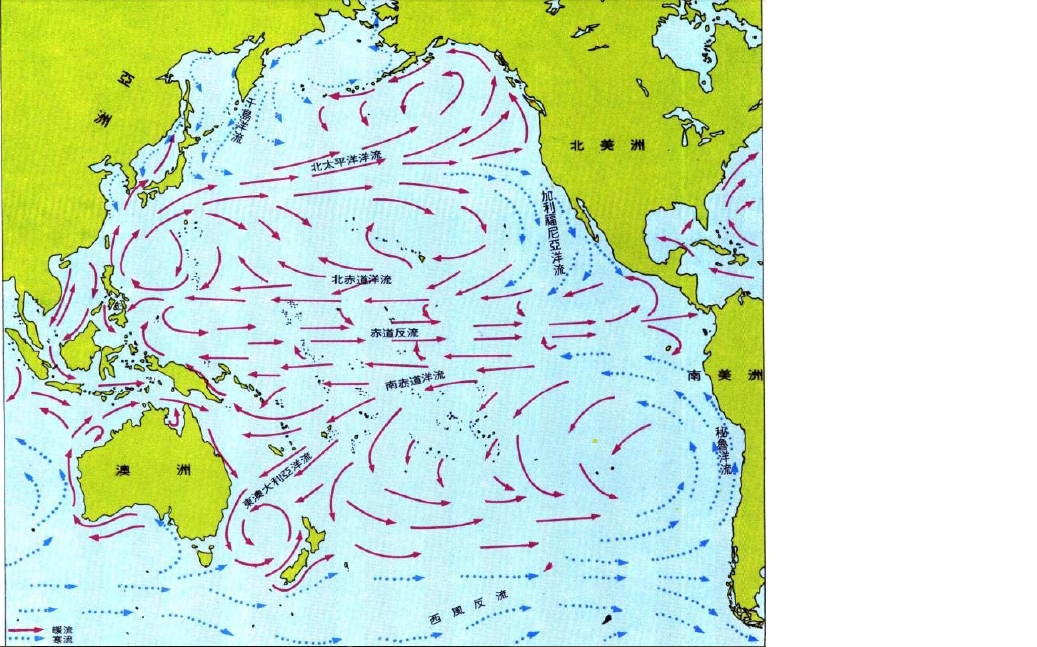 亞洲
千島洋流
北太平洋洋流
北美洲
加利福尼亞洋流
北赤道洋流
赤道反流
南赤道洋流
南美洲
秘魯洋流
澳洲
東澳大利亞洋流
西風反流
暖流
寒流